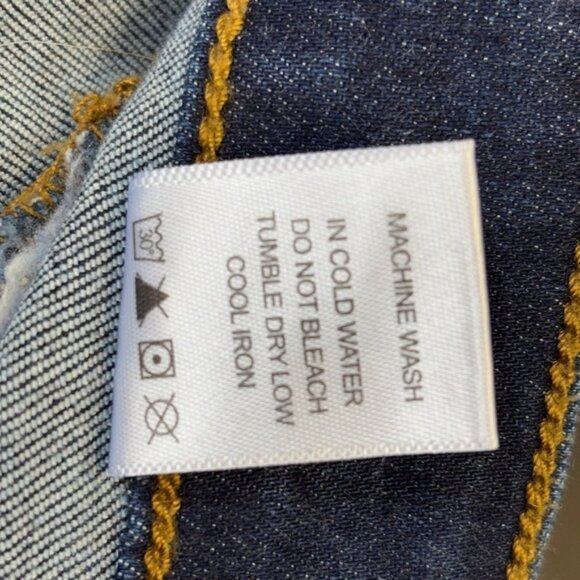 MACHINE WASH
IN COLD WATER
DO NOT BLEACH
TUMBLE DRY LOW
COOL IRON
30°